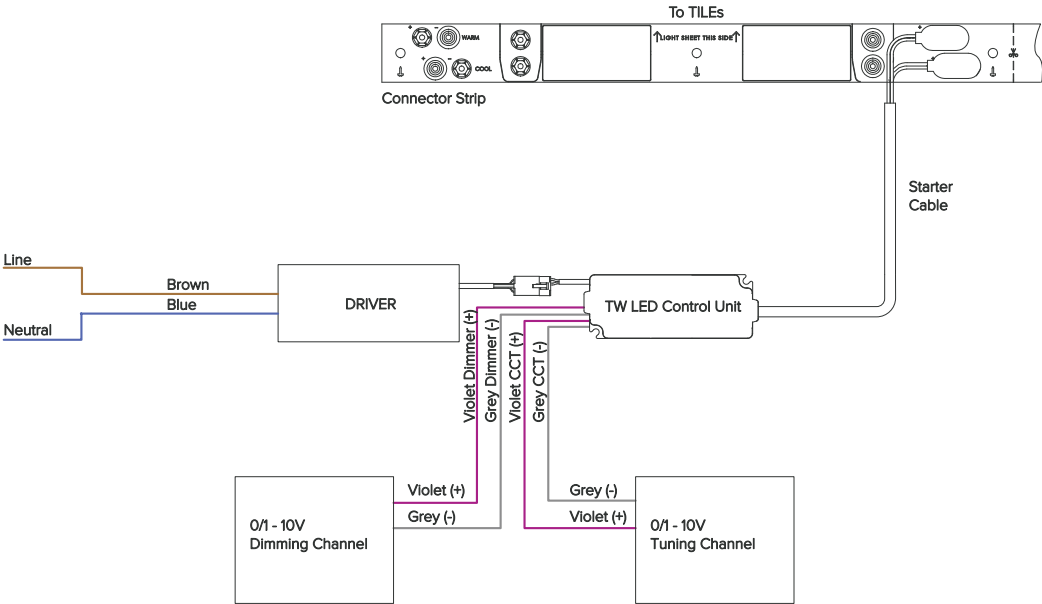 To TILEs
+ - WARM
+ - COOL
LIGHT SHEET THIS SIDE
+
+
Connector Strip
Starter
Cable
Line
Brown
Blue
Neutral
DRIVER
TW LED Control Unit
Violet Dimmer (+)
Grey Dimmer (-)
Violet CCT (+)
Grey CCT (-)
Violet (+)
Grey (-)
0/1 - 10V
Dimming Channel
Grey (-)
Violet (+)
0/1 - 10V
Tuning Channel